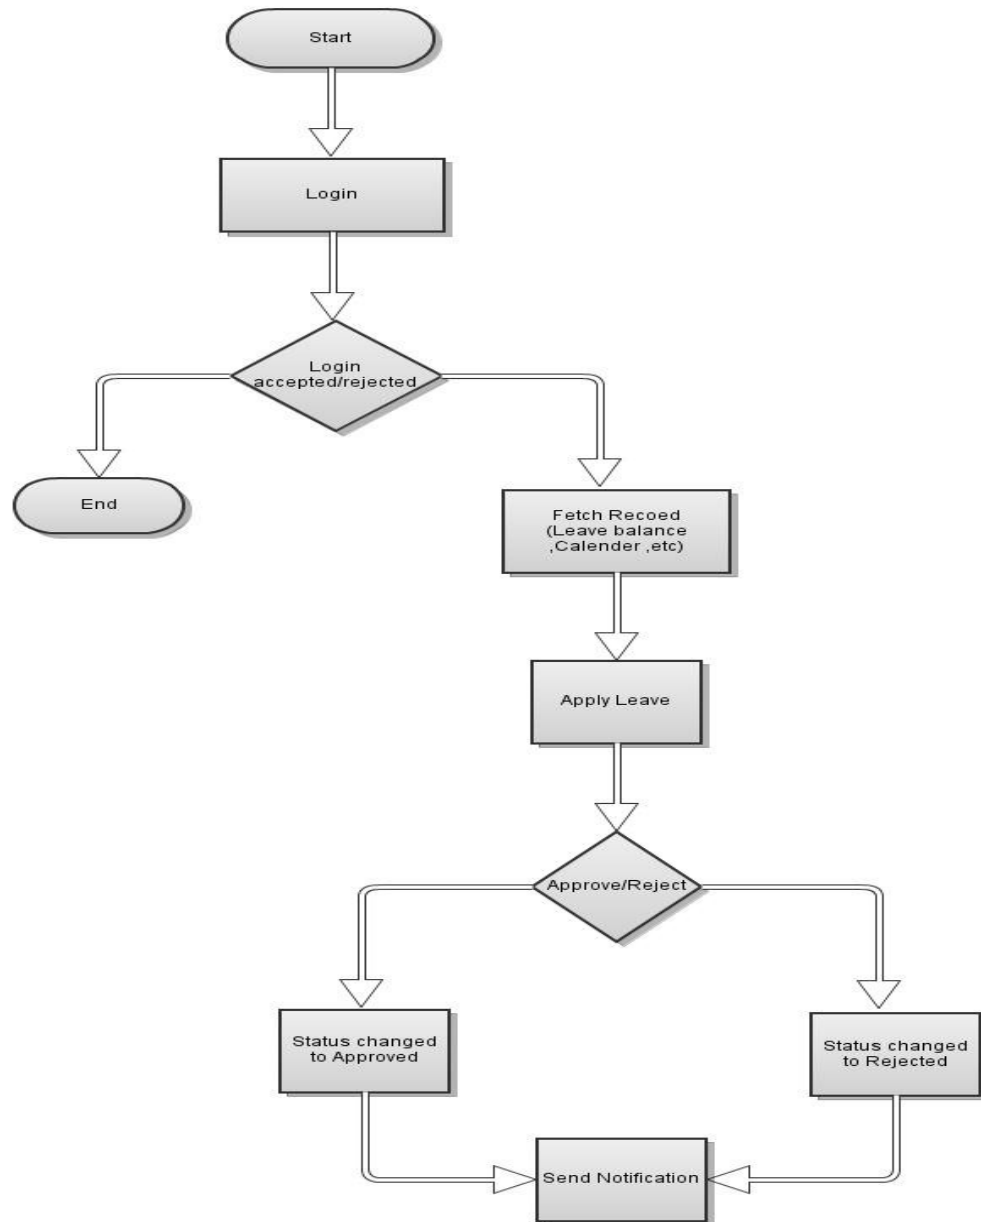 Start
Login
Login
accepted/rejected
End
Fetch Recoed
(Leave balance
,Calender ,etc)
Apply Leave
Approve/Reject
Status changed
to Approved
Status changed
to Rejected
Send Notification